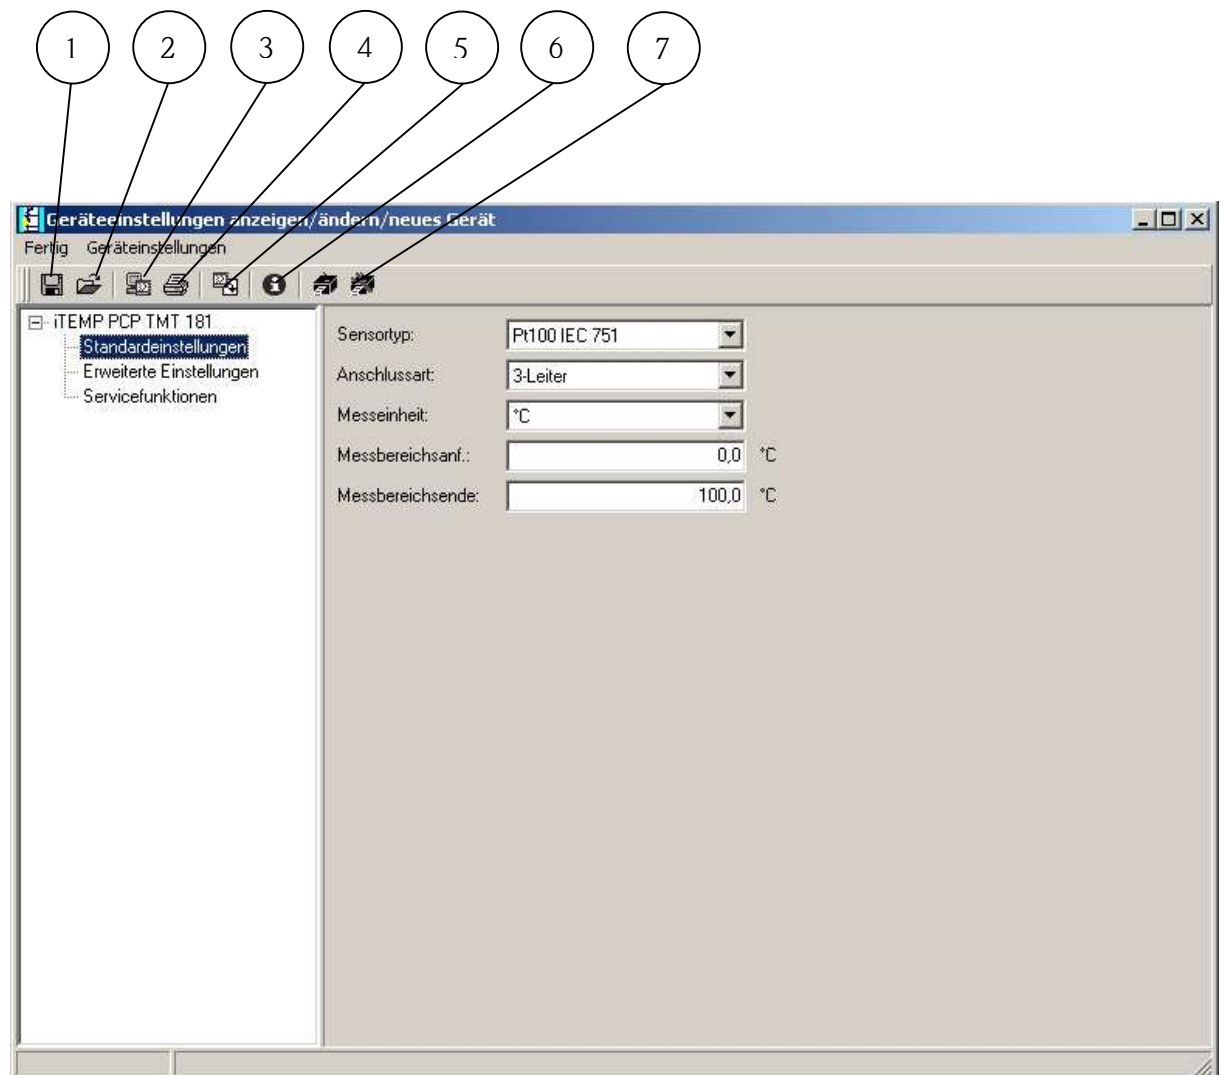 1 2 3 4 5 6 7
Geräteeinstellungen anzeigen/ändern/neues Gerät
Fertig Geräteinstellungen
iTEMP PCP TMT 181
Standardeinstellungen
Erweiterte Einstellungen
Servicefunktionen
Sensortyp: Pt100 IEC 751
Anschlussart: 3-Leiter
Messeinheit: °C
Messbereichsanf.: 0,0 °C
Messbereichsende: 100,0 °C